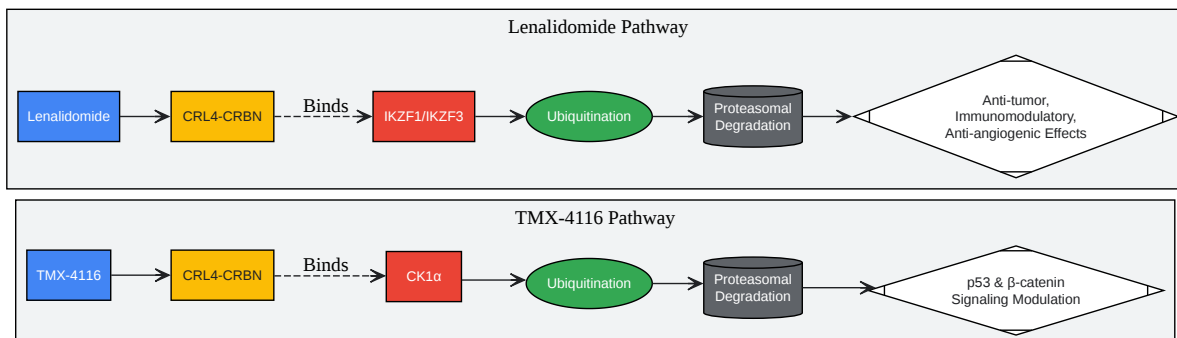 Lenalidomide Pathway
Lenalidomide
CRL4-CRBN
Binds
IKZF1/IKZF3
Ubiquitination
Proteasomal
Degradation
Anti-tumor,
Immunomodulatory,
Anti-angiogenic Effects
TMX-4116 Pathway
TMX-4116
CRL4-CRBN
Binds
CK1α
Ubiquitination
Proteasomal
Degradation
p53 & β-catenin
Signaling Modulation